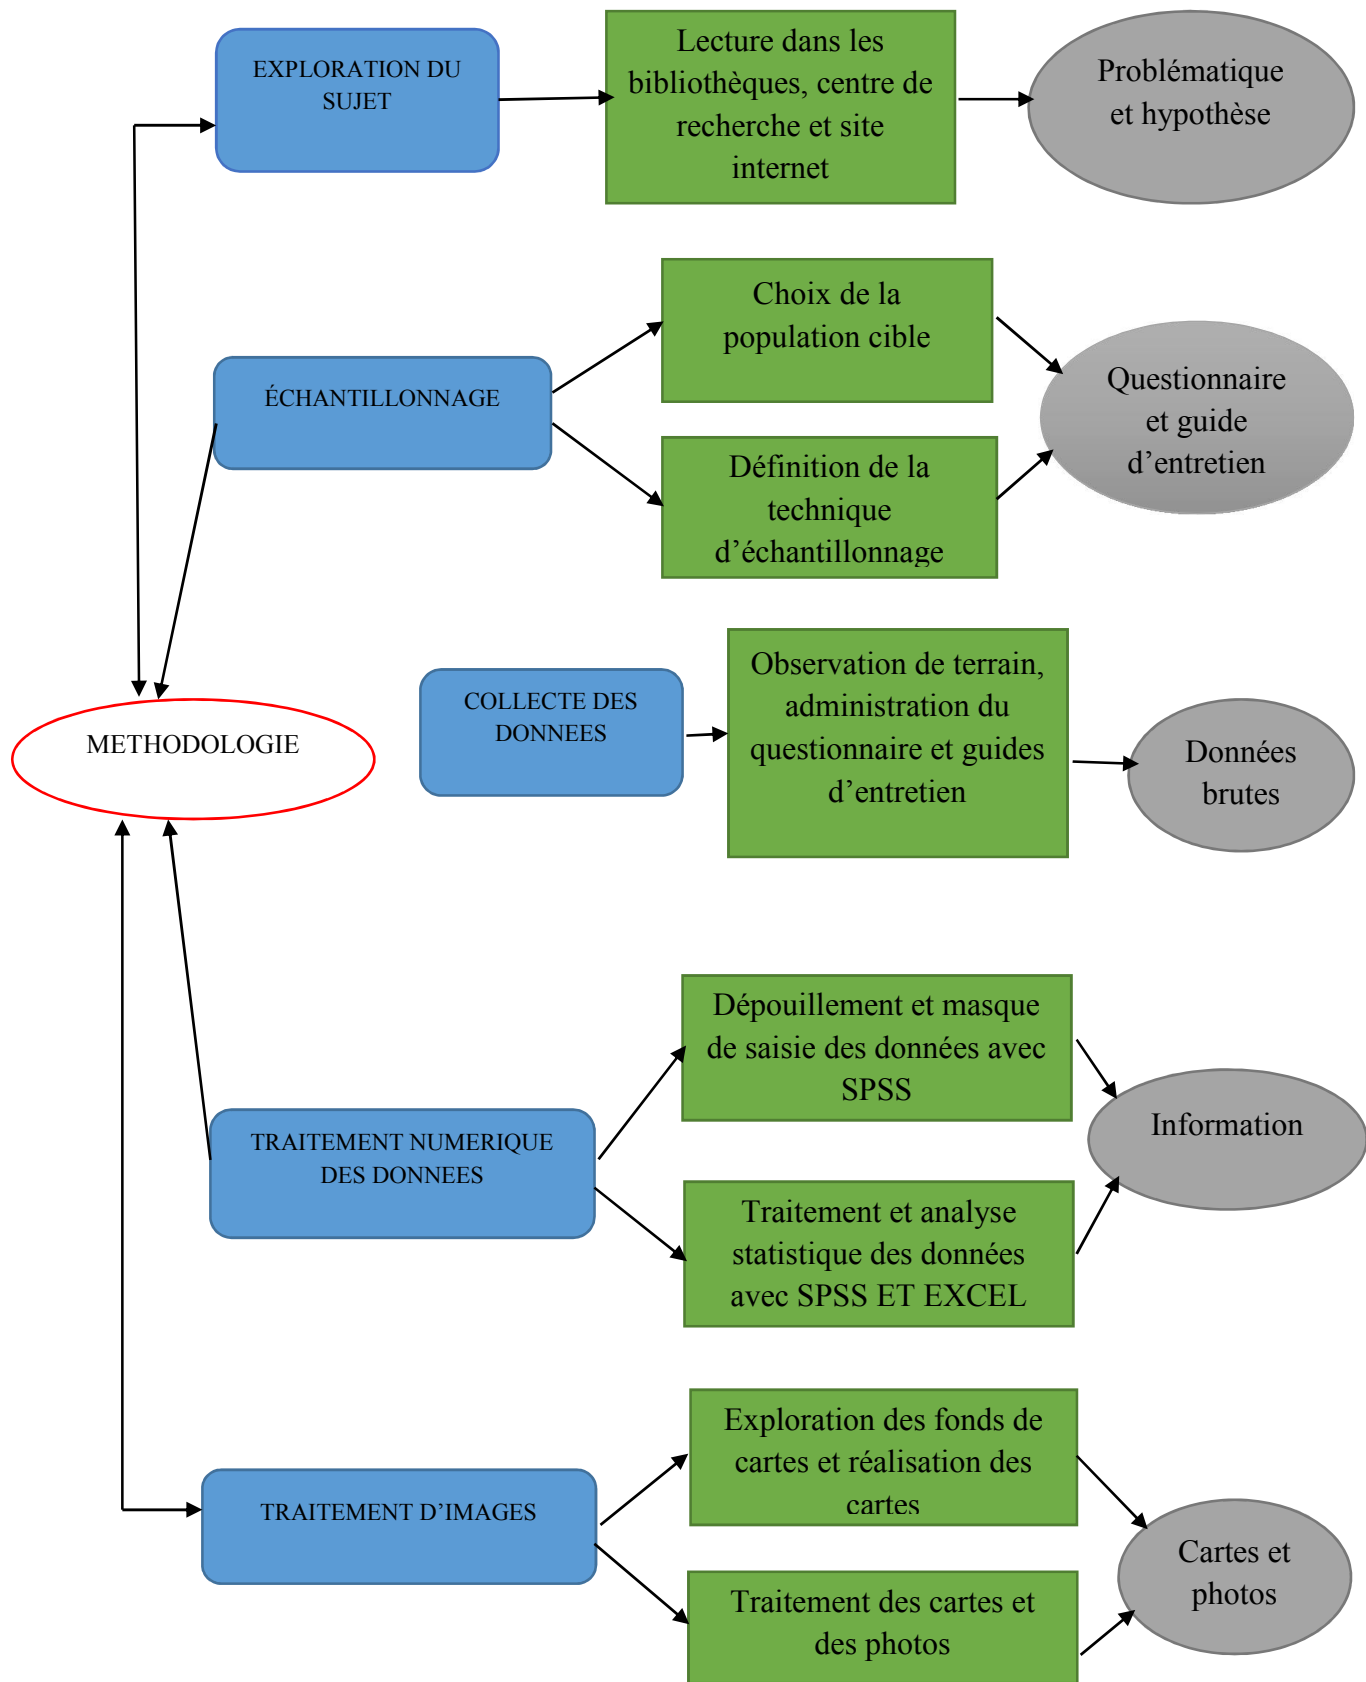 EXPLORATION DU
SUJET
Lecture dans les
bibliothèques, centre de
recherche et site
internet
Problématique
et hypothèse
ÉCHANTILLONNAGE
Choix de la
population cible
Définition de la
technique
d’échantillonnage
Questionnaire
et guide
d’entretien
METHODOLOGIE
COLLECTE DES
DONNEES
Observation de terrain,
administration du
questionnaire et guides
d’entretien
Données
brutes
TRAITEMENT NUMERIQUE
DES DONNEES
Dépouillement et masque
de saisie des données avec
SPSS
Traitement et analyse
statistique des données
avec SPSS ET EXCEL
Information
TRAITEMENT D’IMAGES
Exploration des fonds de
cartes et réalisation des
cartes
Traitement des cartes et
des photos
Cartes et
photos